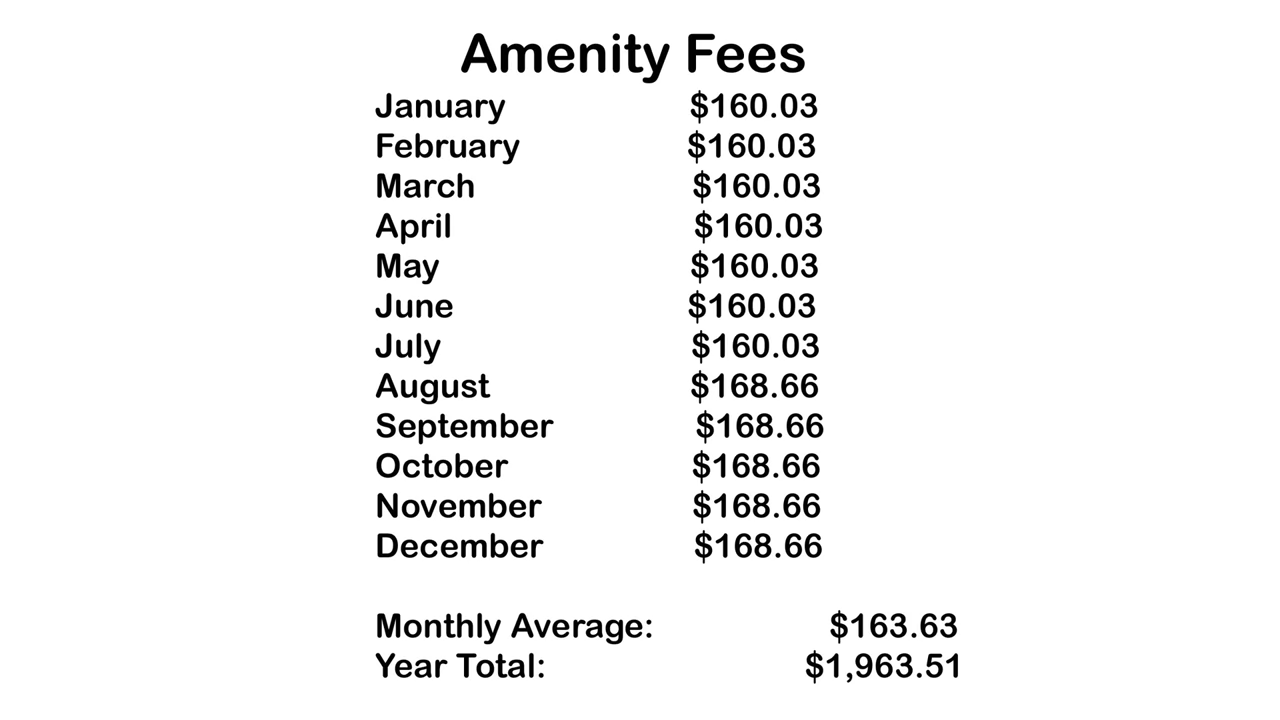 Amenity Fees
January $160.03
February $160.03
March $160.03
April $160.03
May $160.03
June $160.03
July $160.03
August $168.66
September $168.66
October $168.66
November $168.66
December $168.66
Monthly Average: $163.63
Year Total: $1,963.51